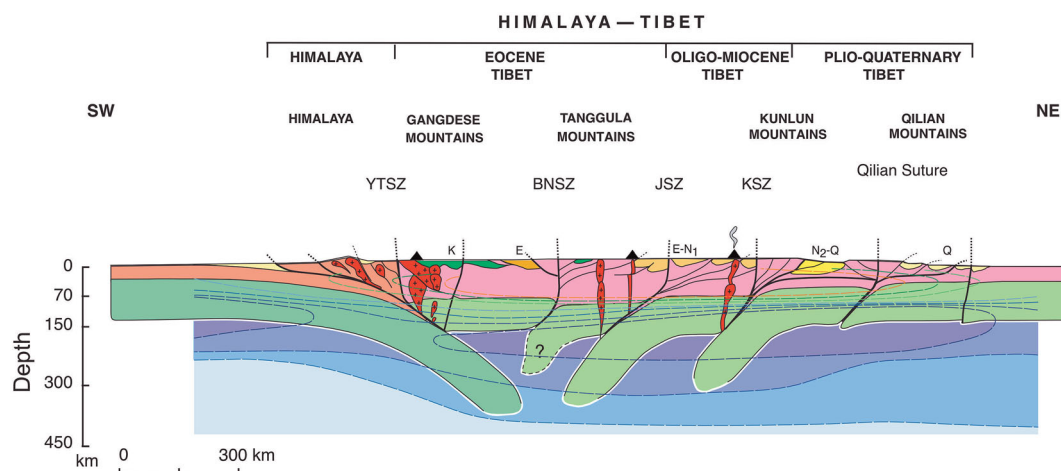 HIMALAYA — TIBET
HIMALAYA
EOCENE
TIBET
OLIGO-MIOCENE
TIBET
PLIO-QUATERNARY
TIBET
SW
NE
HIMALAYA
GANGDESE
MOUNTAINS
TANGGULA
MOUNTAINS
KUNLUN
MOUNTAINS
QILIAN
MOUNTAINS
YTSZ
BNSZ
JSZ
KSZ
Qilian Suture
K
E
E-N1
N2-Q
Q
Depth
0
70
150
300
450
km
?
0
300 km